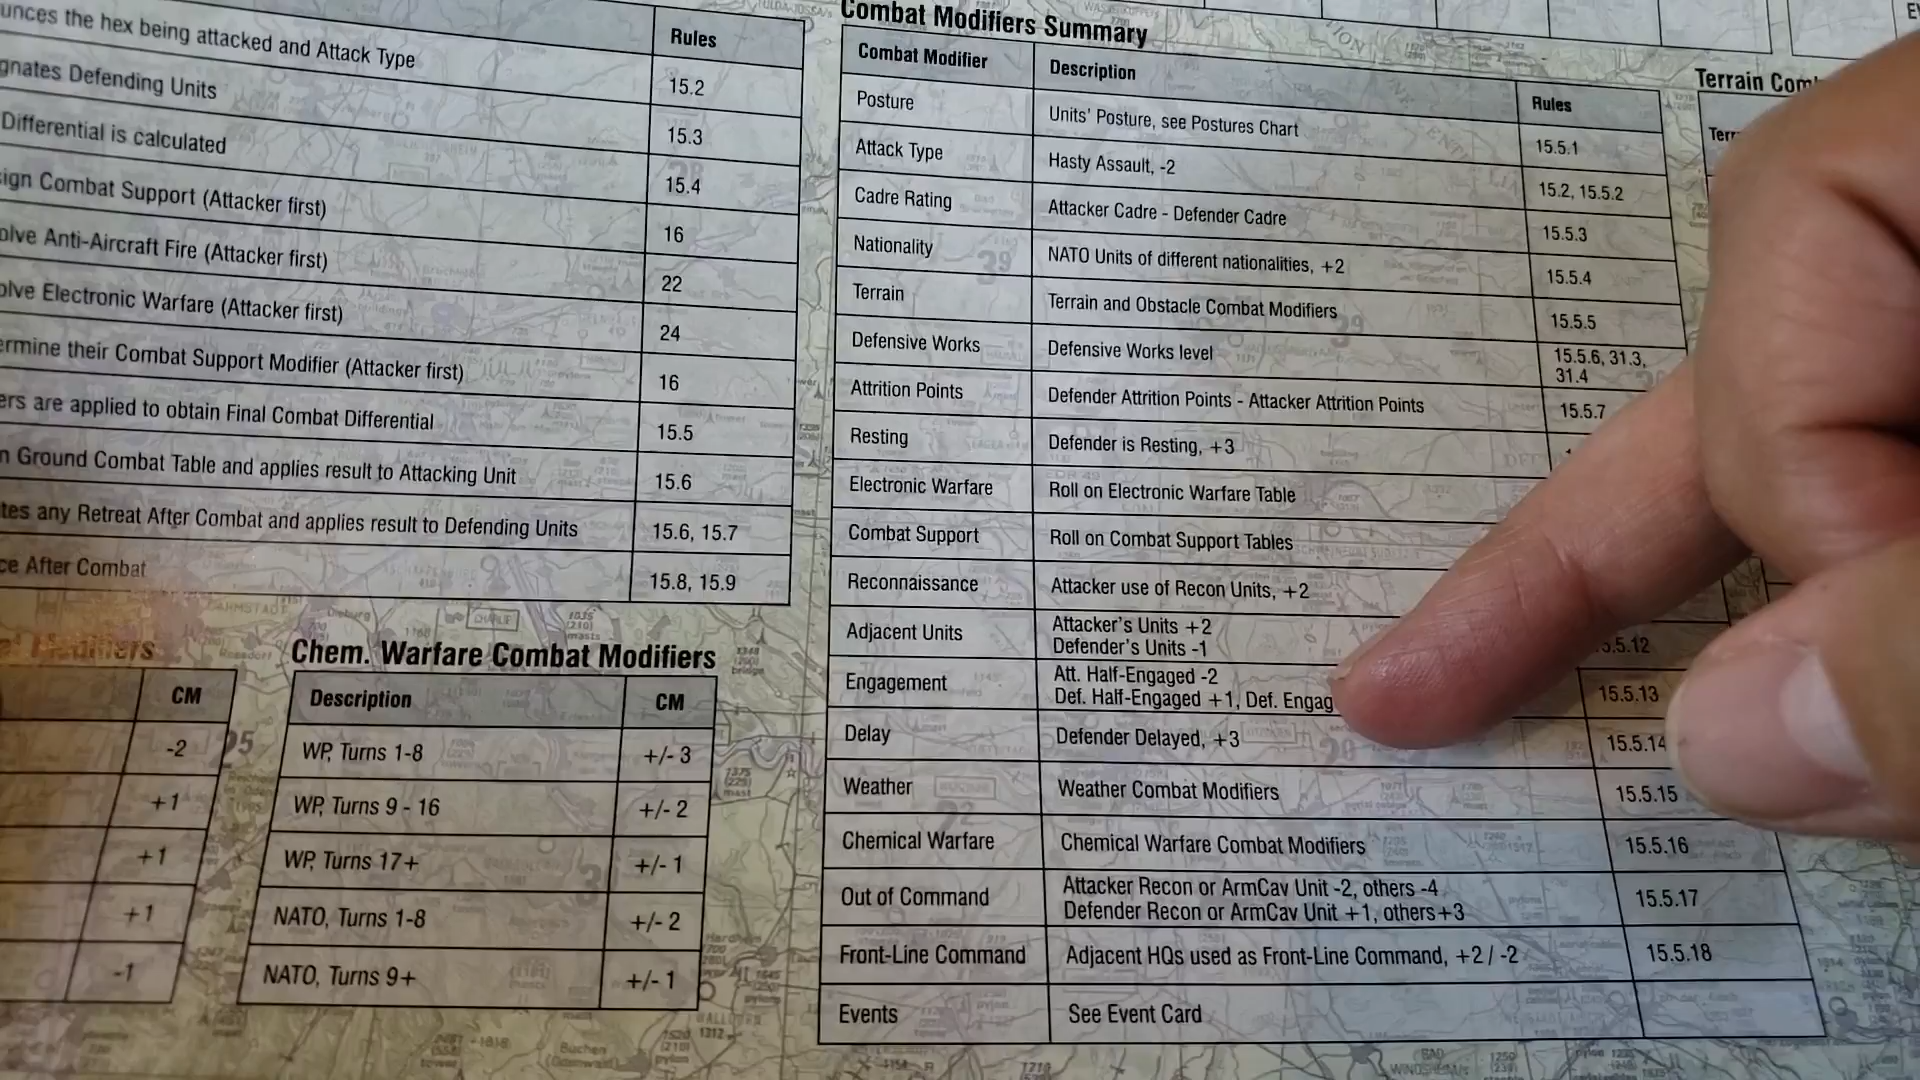 unces the hex being attacked and Attack Type
Rules
15.2
gnates Defending Units
15.3
Differential is calculated
15.4
ign Combat Support (Attacker first)
16
olve Anti-Aircraft Fire (Attacker first)
22
olve Electronic Warfare (Attacker first)
24
ermine their Combat Support Modifier (Attacker first)
16
ers are applied to obtain Final Combat Differential
15.5
n Ground Combat Table and applies result to Attacking Unit
15.6
tes any Retreat After Combat and applies result to Defending Units
15.6, 15.7
ce After Combat
15.8, 15.9
CM
-2
+1
+1
+1
-1
Chem. Warfare Combat Modifiers
Description CM
WP, Turns 1-8 +/- 3
WP, Turns 9 - 16 +/- 2
WP, Turns 17+ +/- 1
NATO, Turns 1-8 +/- 2
NATO, Turns 9+ +/- 1
Combat Modifiers Summary
Combat Modifier Description Rules
Posture Units' Posture, see Postures Chart 15.5.1
Attack Type Hasty Assault, -2 15.2, 15.5.2
Cadre Rating Attacker Cadre - Defender Cadre 15.5.3
Nationality NATO Units of different nationalities, +2 15.5.4
Terrain Terrain and Obstacle Combat Modifiers 15.5.5
Defensive Works Defensive Works level 15.5.6, 31.3,
31.4
Attrition Points Defender Attrition Points - Attacker Attrition Points 15.5.7
Resting Defender is Resting, +3
Electronic Warfare Roll on Electronic Warfare Table
Combat Support Roll on Combat Support Tables
Reconnaissance Attacker use of Recon Units, +2
Adjacent Units Attacker's Units +2
Defender's Units -1
5.5.12
Engagement Att. Half-Engaged -2
Def. Half-Engaged +1, Def. Engag
15.5.13
Delay Defender Delayed, +3 15.5.14
Weather Weather Combat Modifiers 15.5.15
Chemical Warfare Chemical Warfare Combat Modifiers 15.5.16
Out of Command Attacker Recon or ArmCav Unit -2, others -4
Defender Recon or ArmCav Unit +1, others+3
15.5.17
Front-Line Command Adjacent HQs used as Front-Line Command, +2 / -2 15.5.18
Events See Event Card
Terrain Com
Terr